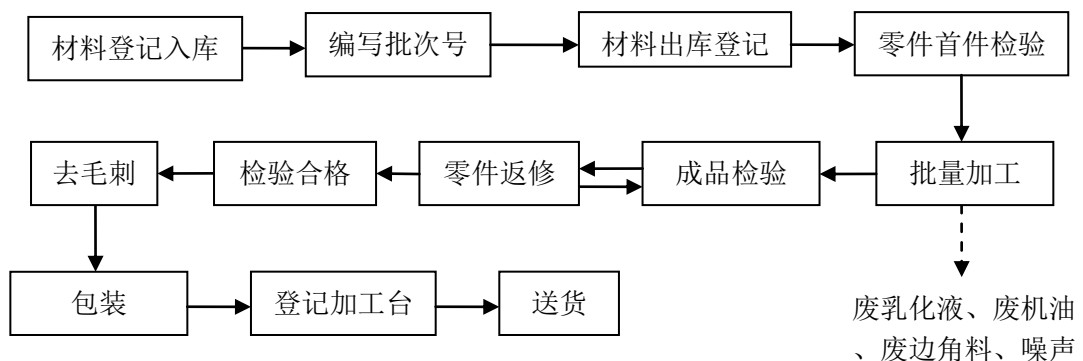 材料登记入库
编写批次号
材料出库登记
零件首件检验
去毛刺
检验合格
零件返修
成品检验
批量加工
包装
登记加工台
送货
废乳化液、废机油
、废边角料、噪声